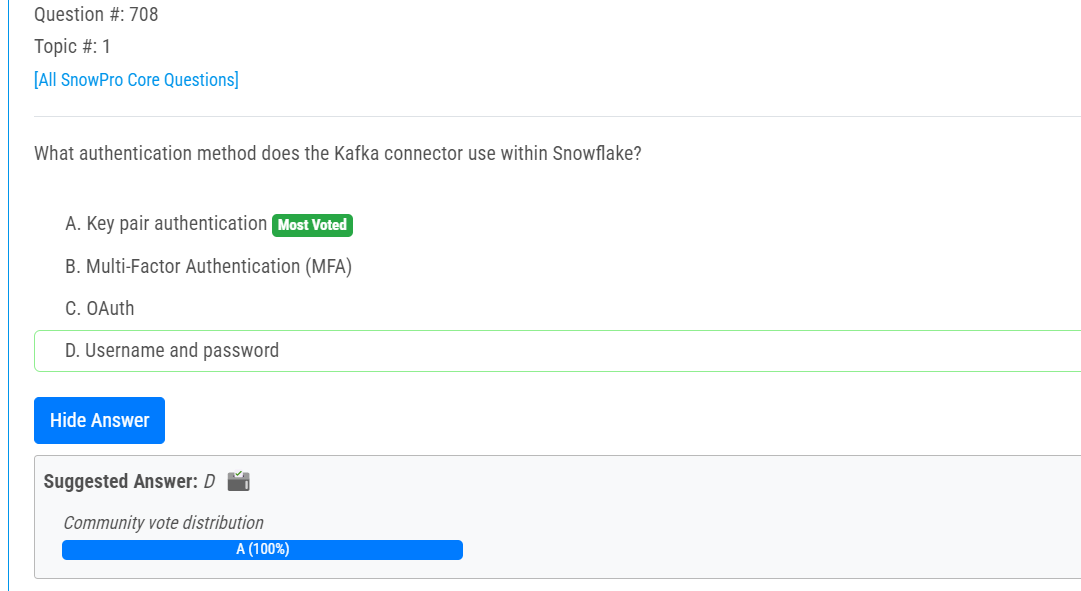 Question #: 708
Topic #: 1
[All SnowPro Core Questions]
What authentication method does the Kafka connector use within Snowflake?
A. Key pair authentication Most Voted
B. Multi-Factor Authentication (MFA)
C. OAuth
D. Username and password
Hide Answer
Suggested Answer: D
Community vote distribution
A (100%)